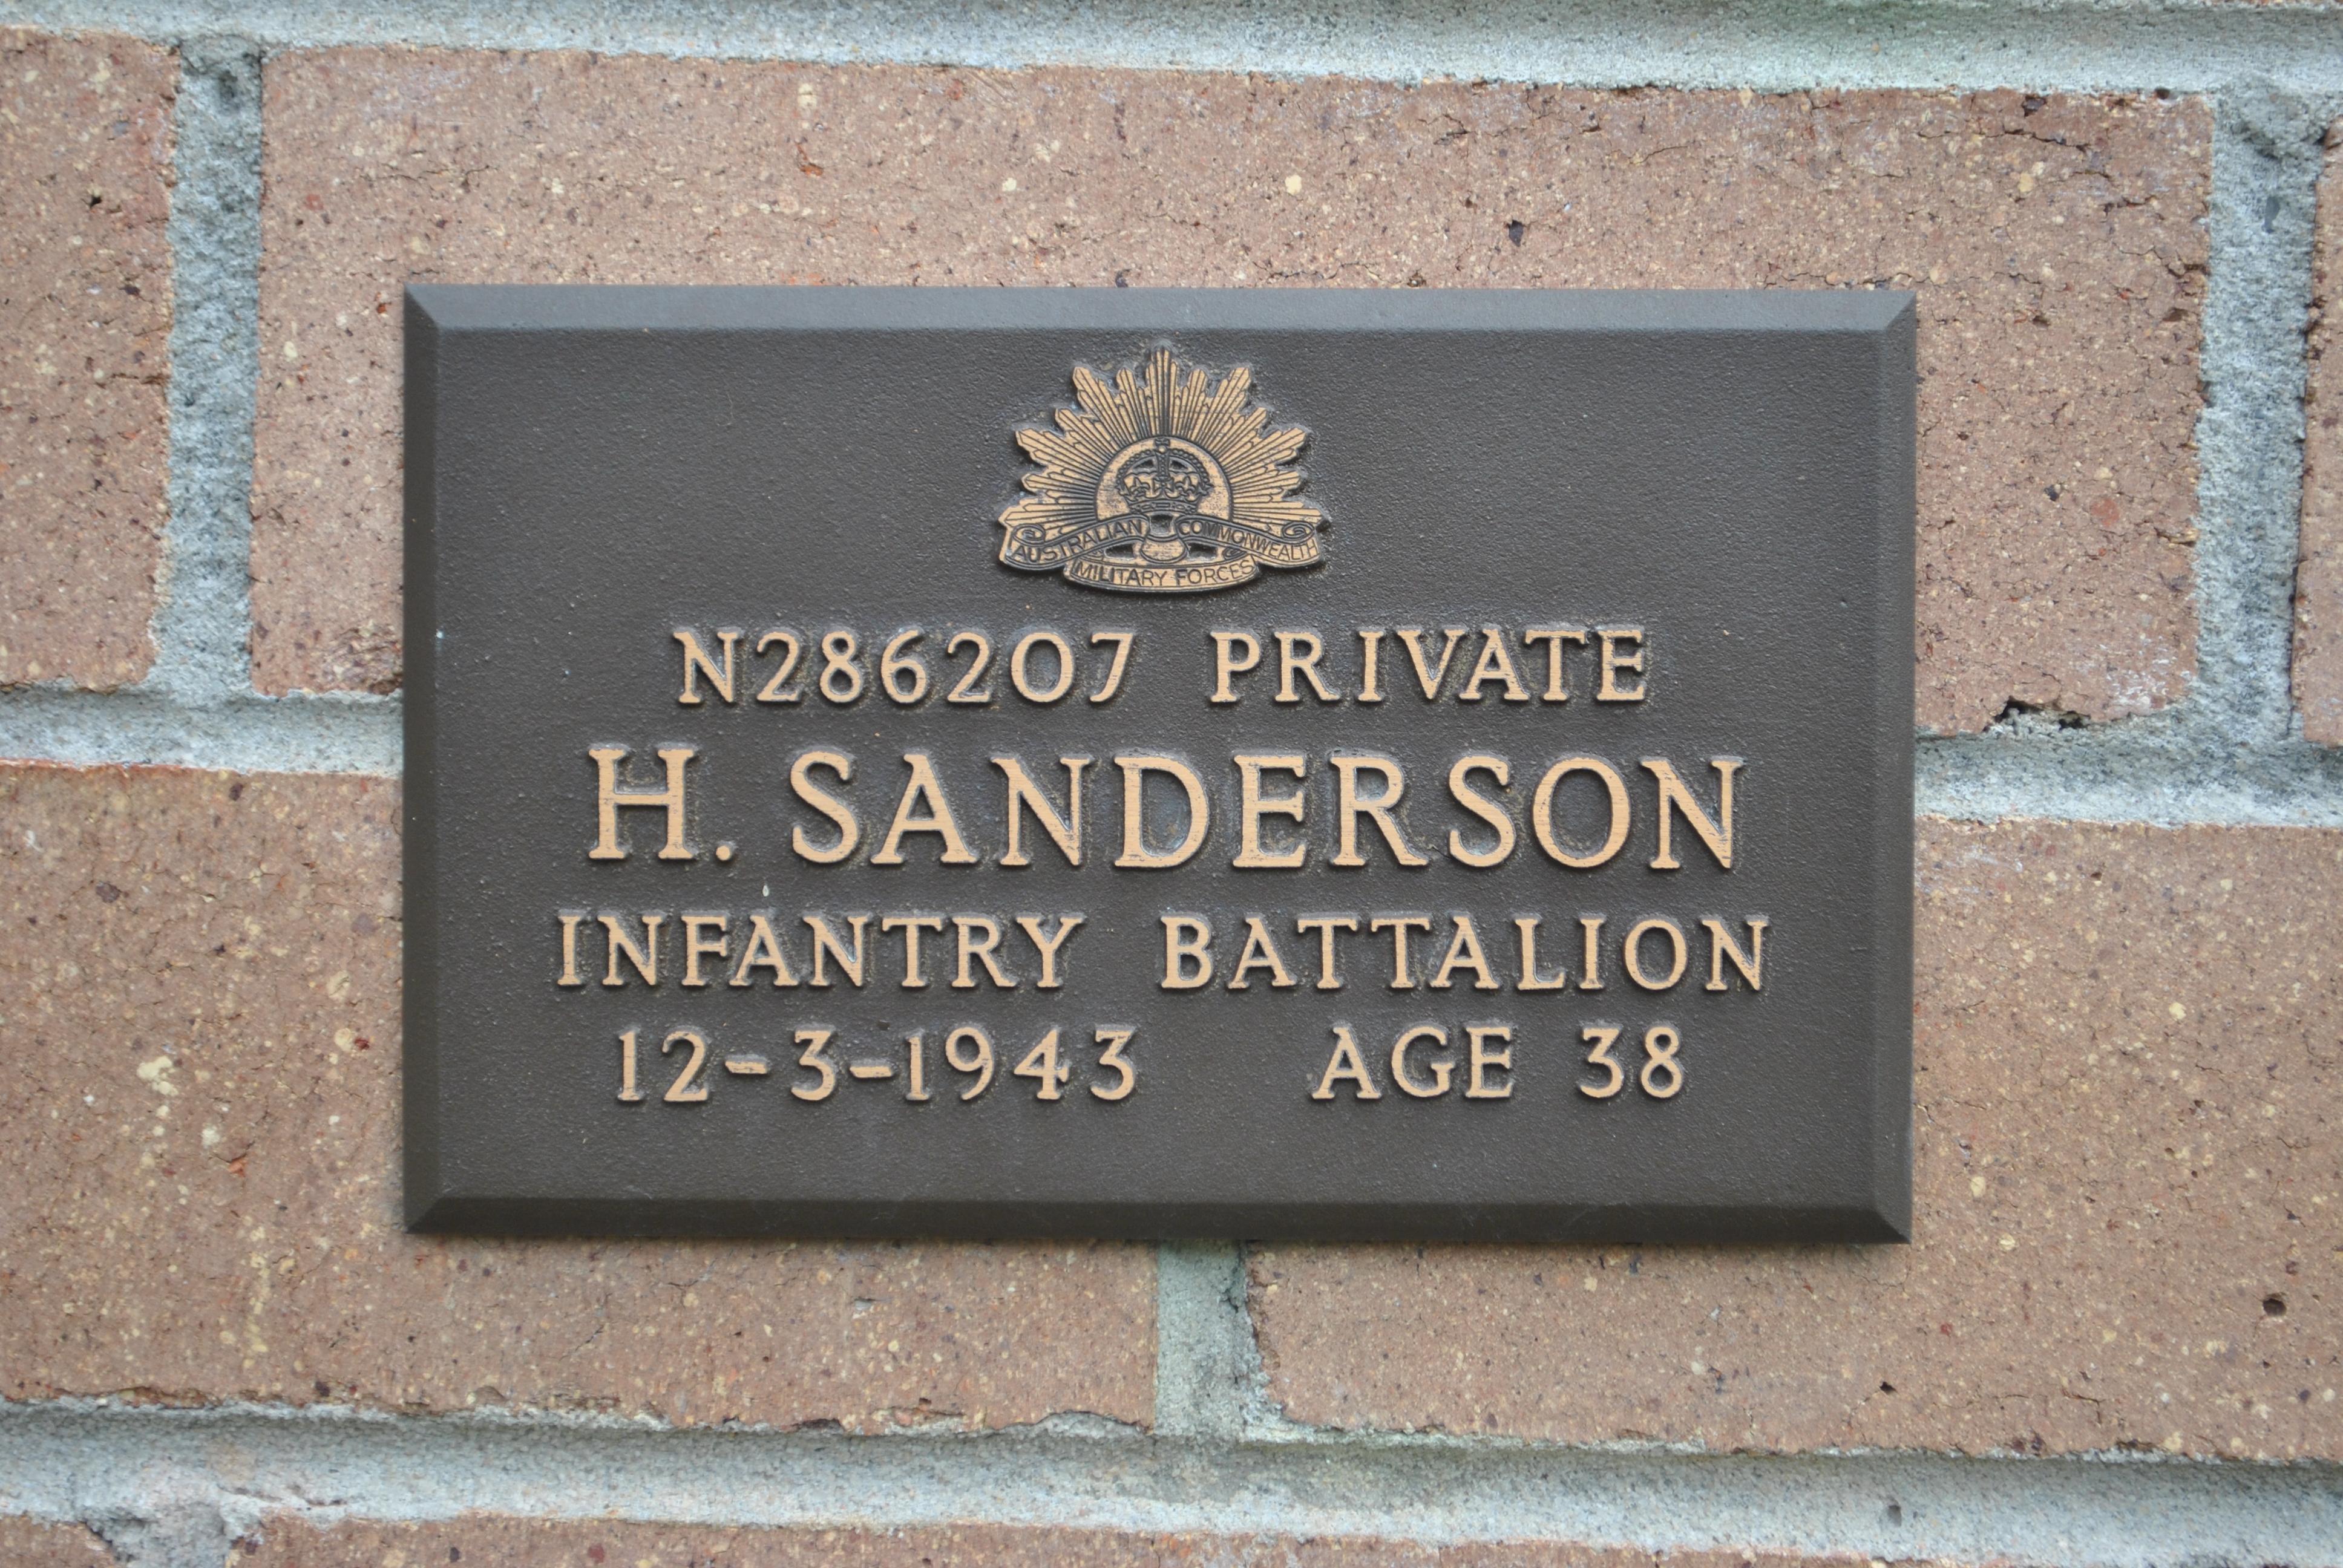 AUSTRALIAN COMMONWEALTH
MILITARY FORCES
N286207 PRIVATE
H. SANDERSON
INFANTRY BATTALION
12-3-1943 AGE 38